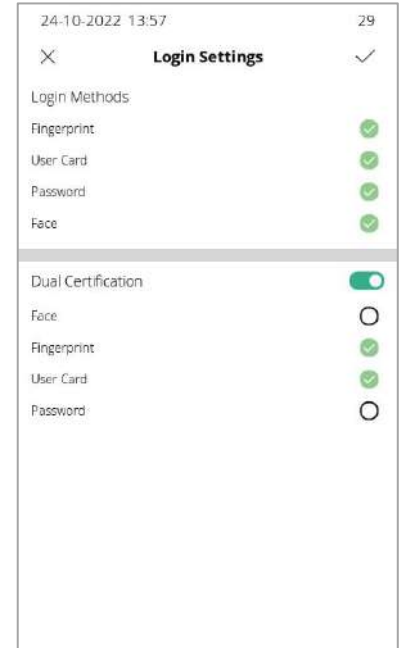 24-10-2022 13:57 29
Login Settings
Login Methods
Fingerprint
User Card
Password
Face
Dual Certification
Face
Fingerprint
User Card
Password